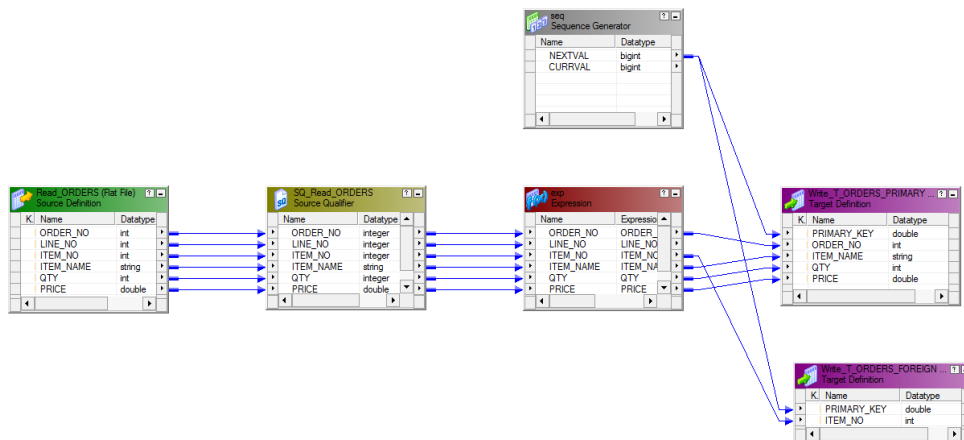 seq
Sequence Generator
Name Datatype
NEXTVAL bigint
CURRVAL bigint
Read_ORDERS (Flat File)
Source Definition
K. Name Datatype
ORDER_NO int
LINE_NO int
ITEM_NO int
ITEM_NAME string
QTY int
PRICE double
SQ_Read_ORDERS
Source Qualifier
Name Datatype
ORDER_NO integer
LINE_NO integer
ITEM_NO integer
ITEM_NAME string
QTY integer
PRICE double
exp
Expression
Name Expressio
ORDER_NO ORDER_
LINE_NO LINE_NO
ITEM_NO ITEM_NO
ITEM_NAME ITEM_NA
QTY QTY
PRICE PRICE
Write_T_ORDERS_PRIMARY ...
Target Definition
K. Name Datatype
PRIMARY_KEY double
ORDER_NO int
ITEM_NAME string
QTY int
PRICE double
Write_T_ORDERS_FOREIGN ...
Target Definition
K. Name Datatype
PRIMARY_KEY double
ITEM_NO int